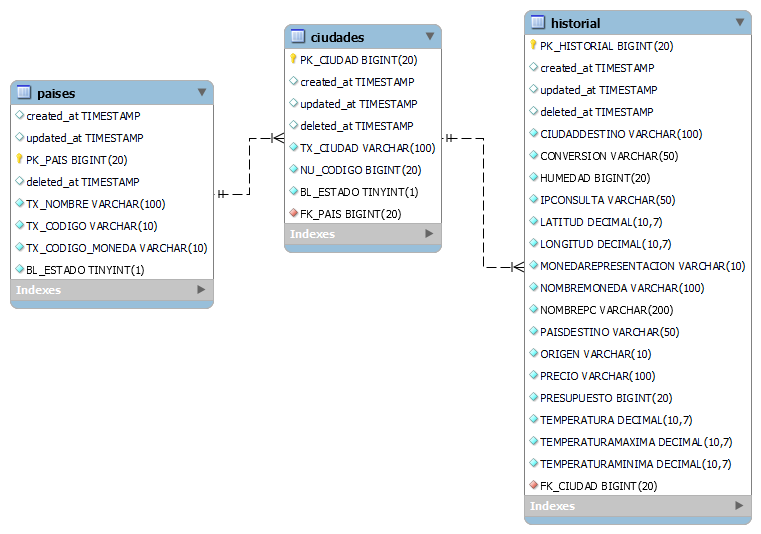 paises
created_at TIMESTAMP
updated_at TIMESTAMP
PK_PAIS BIGINT(20)
deleted_at TIMESTAMP
TX_NOMBRE VARCHAR(100)
TX_CODIGO VARCHAR(10)
TX_CODIGO_MONEDA VARCHAR(10)
BL_ESTADO TINYINT(1)
Indexes
ciudades
PK_CIUDAD BIGINT(20)
created_at TIMESTAMP
updated_at TIMESTAMP
deleted_at TIMESTAMP
TX_CIUDAD VARCHAR(100)
NU_CODIGO BIGINT(20)
BL_ESTADO TINYINT(1)
FK_PAIS BIGINT(20)
Indexes
historial
PK_HISTORIAL BIGINT(20)
created_at TIMESTAMP
updated_at TIMESTAMP
deleted_at TIMESTAMP
CIUDADDESTINO VARCHAR(100)
CONVERSION VARCHAR(50)
HUMEDAD BIGINT(20)
IPCONSULTA VARCHAR(50)
LATITUD DECIMAL(10,7)
LONGITUD DECIMAL(10,7)
MONEDAREPRESENTACION VARCHAR(10)
NOMBREMONEDA VARCHAR(100)
NOMBREPC VARCHAR(200)
PAISDESTINO VARCHAR(50)
ORIGEN VARCHAR(10)
PRECIO VARCHAR(100)
PRESUPUESTO BIGINT(20)
TEMPERATURA DECIMAL(10,7)
TEMPERATURAMAXIMA DECIMAL(10,7)
TEMPERATURAMINIMA DECIMAL(10,7)
FK_CIUDAD BIGINT(20)
Indexes